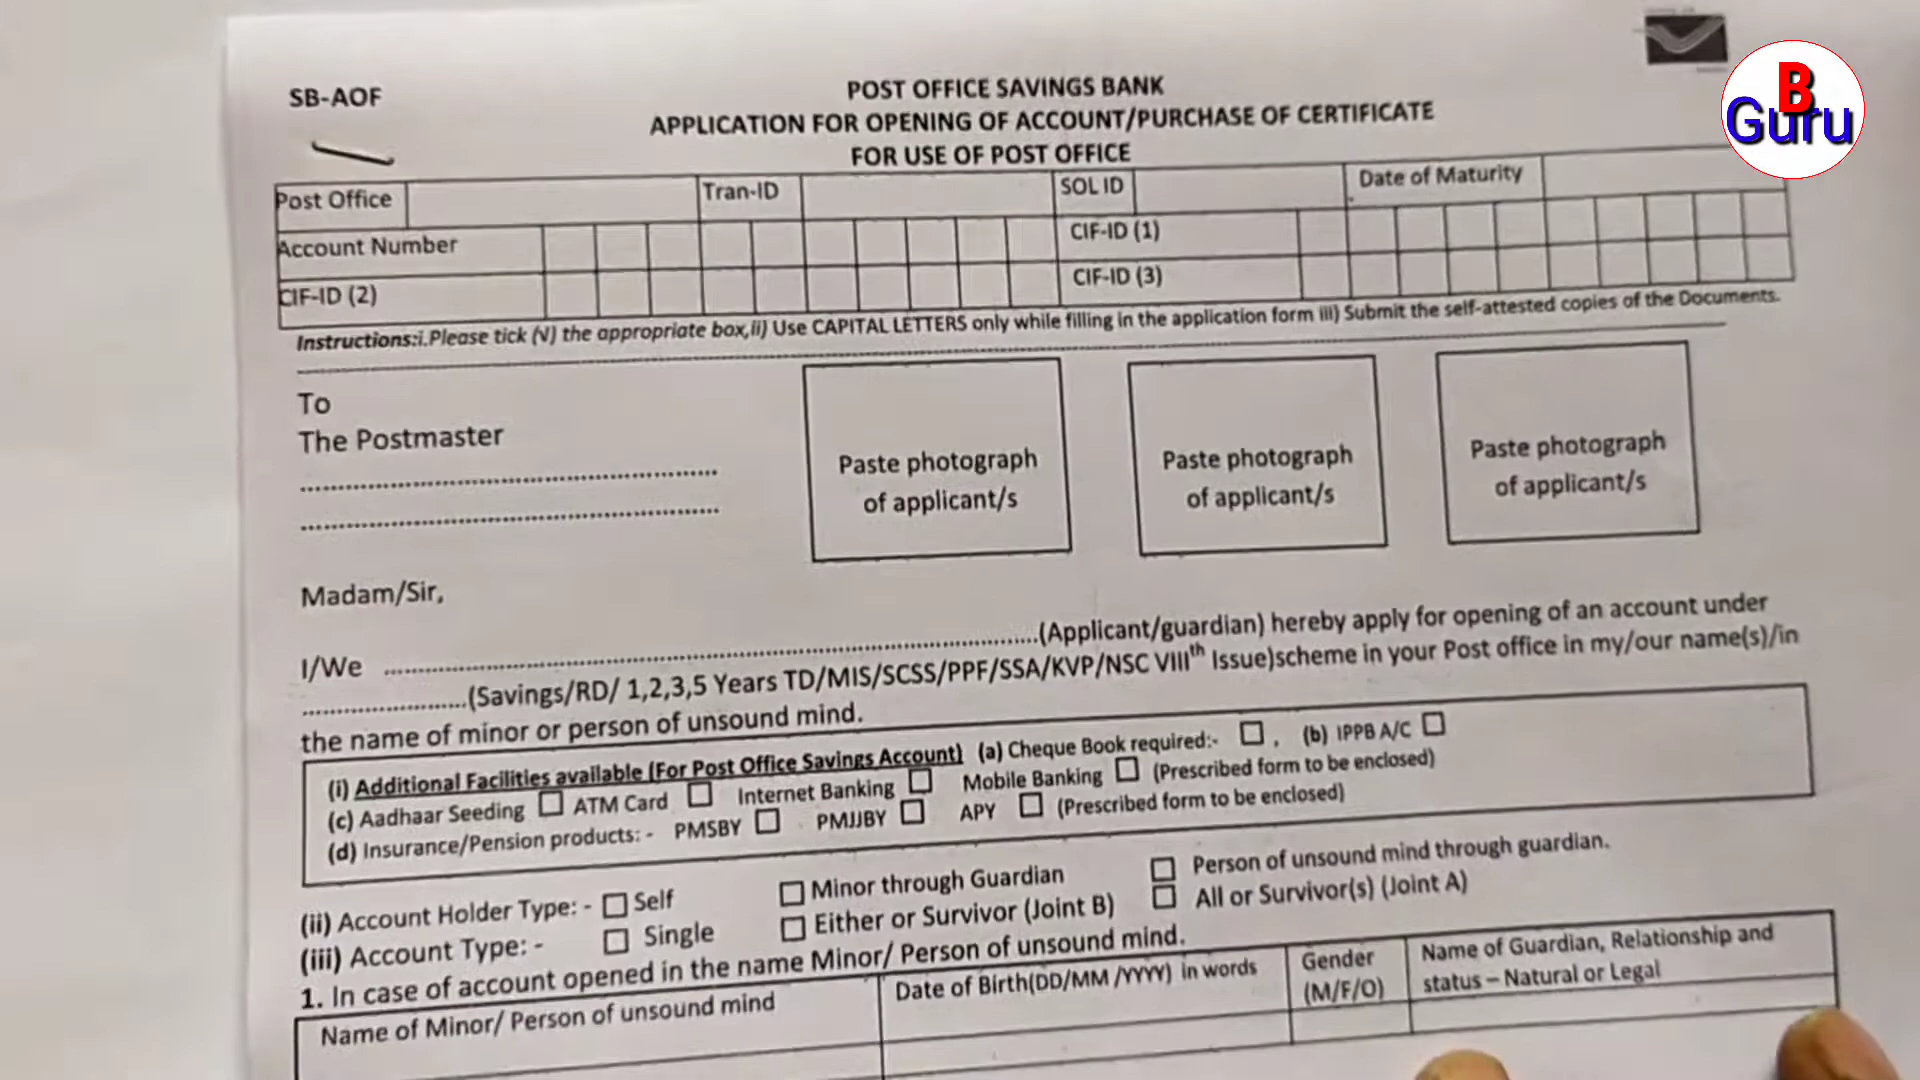 B
Guru
SB-AOF
POST OFFICE SAVINGS BANK
APPLICATION FOR OPENING OF ACCOUNT/PURCHASE OF CERTIFICATE
FOR USE OF POST OFFICE
Post Office Tran-ID SOL ID Date of Maturity
Account Number CIF-ID (1)
CIF-ID (2) CIF-ID (3)
Instructions:i.Please tick (√) the appropriate box,ii) Use CAPITAL LETTERS only while filling in the application form iii) Submit the self-attested copies of the Documents.
To
The Postmaster
Paste photograph of applicant/s
Paste photograph of applicant/s
Paste photograph of applicant/s
Madam/Sir,
I/We ........................(Applicant/guardian) hereby apply for opening of an account under
........................(Savings/RD/ 1,2,3,5 Years TD/MIS/SCSS/PPF/SSA/KVP/NSC VIIIth Issue)scheme in your Post office in my/our name(s)/in
the name of minor or person of unsound mind.
(i) Additional Facilities available (For Post Office Savings Account) (a) Cheque Book required:- ☐ , (b) IPPB A/C ☐
(c) Aadhaar Seeding ☐ ATM Card ☐ Internet Banking ☐ Mobile Banking ☐ (Prescribed form to be enclosed)
(d) Insurance/Pension products: - PMSBY ☐ PMJJBY ☐ APY ☐ (Prescribed form to be enclosed)
(ii) Account Holder Type: - ☐ Self ☐ Minor through Guardian ☐ Person of unsound mind through guardian.
(iii) Account Type: - ☐ Single ☐ Either or Survivor (Joint B) ☐ All or Survivor(s) (Joint A)
1. In case of account opened in the name Minor/ Person of unsound mind.
Name of Minor/ Person of unsound mind Date of Birth(DD/MM /YYYY) in words Gender (M/F/O) Name of Guardian, Relationship and status – Natural or Legal